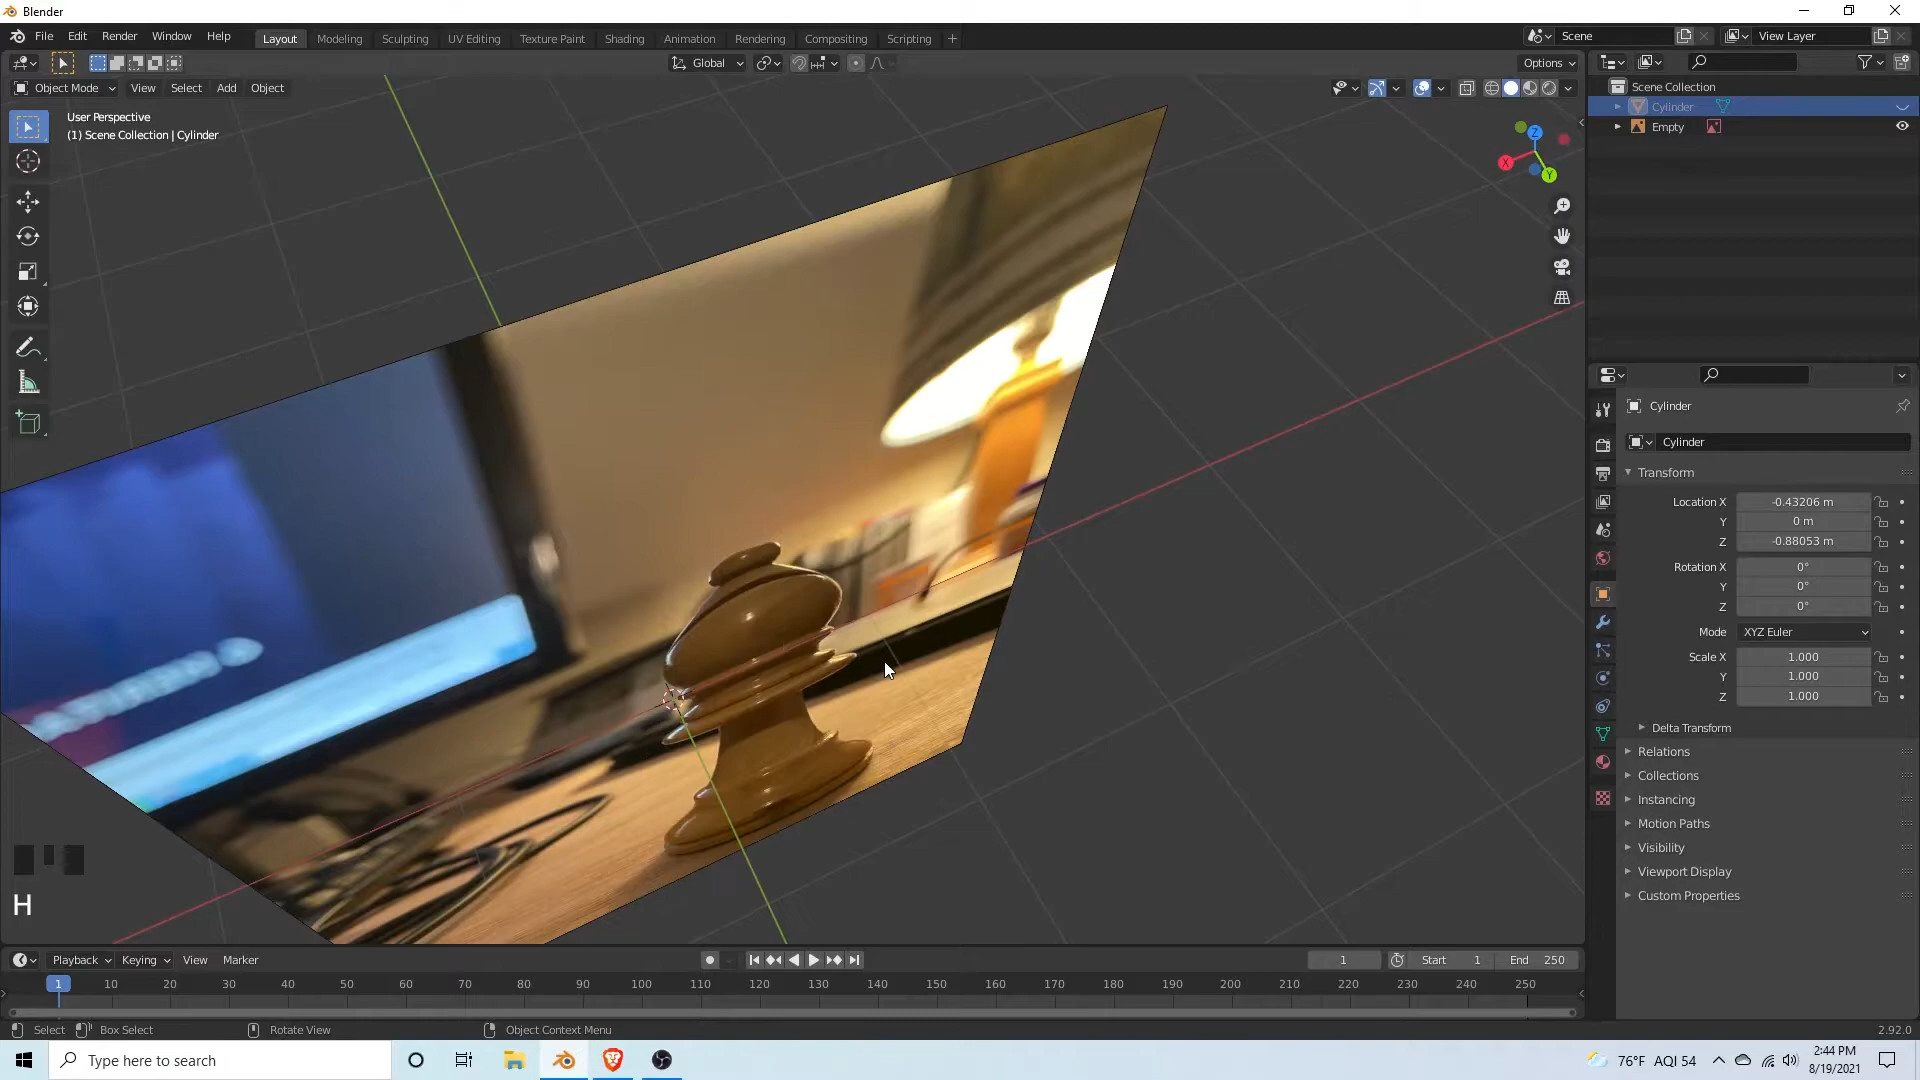 Blender
File Edit Render Window Help
Layout Modeling Sculpting UV Editing Texture Paint Shading Animation Rendering Compositing Scripting +
Scene
View Layer
Global
Options
Object Mode View Select Add Object
User Perspective
(1) Scene Collection | Cylinder
Z
X
Y
Scene Collection
Cylinder
Empty
Cylinder
Cylinder
Transform
Location X -0.43206 m
Y 0 m
Z -0.88053 m
Rotation X 0°
Y 0°
Z 0°
Mode XYZ Euler
Scale X 1.000
Y 1.000
Z 1.000
Delta Transform
Relations
Collections
Instancing
Motion Paths
Visibility
Viewport Display
Custom Properties
H
Playback Keying View Marker
1 Start 1 End 250
1 10 20 30 40 50 60 70 80 90 100 110 120 130 140 150 160 170 180 190 200 210 220 230 240 250
Select Box Select Rotate View Object Context Menu 2.92.0
Type here to search
76°F AQI 54
2:44 PM
8/19/2021